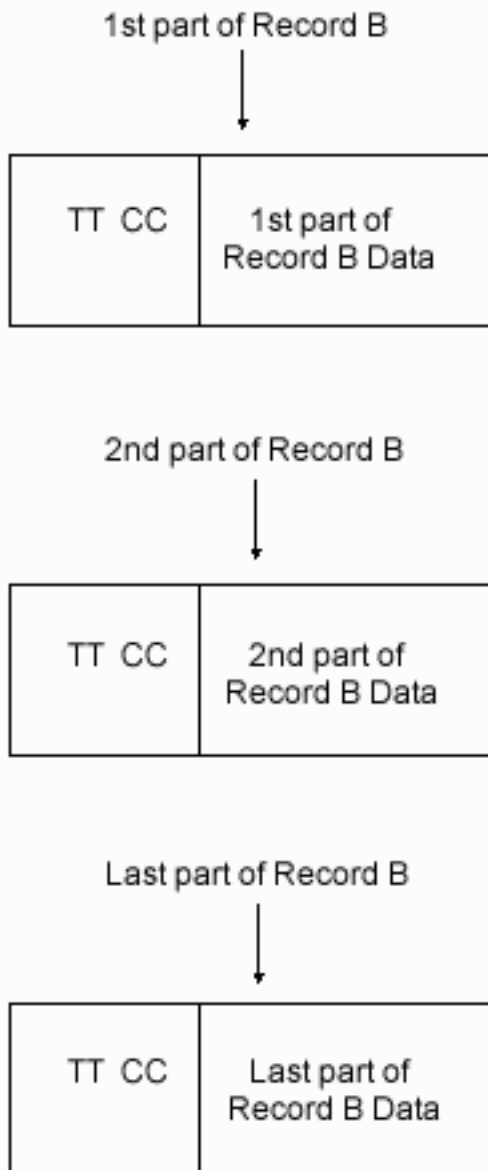 1st part of Record B
TT CC
1st part of
Record B Data
2nd part of Record B
TT CC
2nd part of
Record B Data
Last part of Record B
TT CC
Last part of
Record B Data